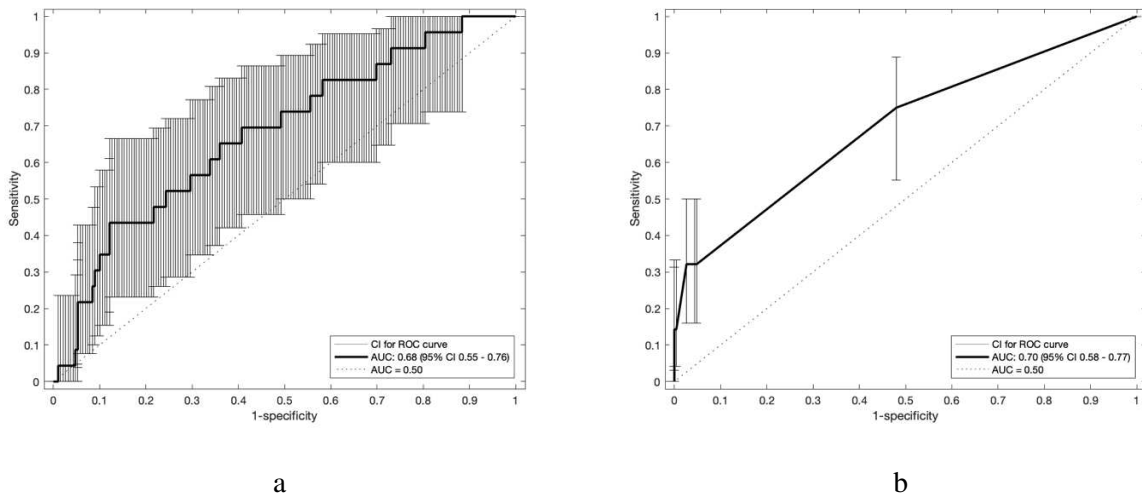 1
0.9
0.8
0.7
0.6
0.5
0.4
0.3
0.2
0.1
0
Sensitivity
0 0.1 0.2 0.3 0.4 0.5 0.6 0.7 0.8 0.9 1
1-specificity
CI for ROC curve
AUC: 0.68 (95% CI 0.55 - 0.76)
AUC = 0.50
a
1
0.9
0.8
0.7
0.6
0.5
0.4
0.3
0.2
0.1
0
Sensitivity
0 0.1 0.2 0.3 0.4 0.5 0.6 0.7 0.8 0.9 1
1-specificity
CI for ROC curve
AUC: 0.70 (95% CI 0.58 - 0.77)
AUC = 0.50
b